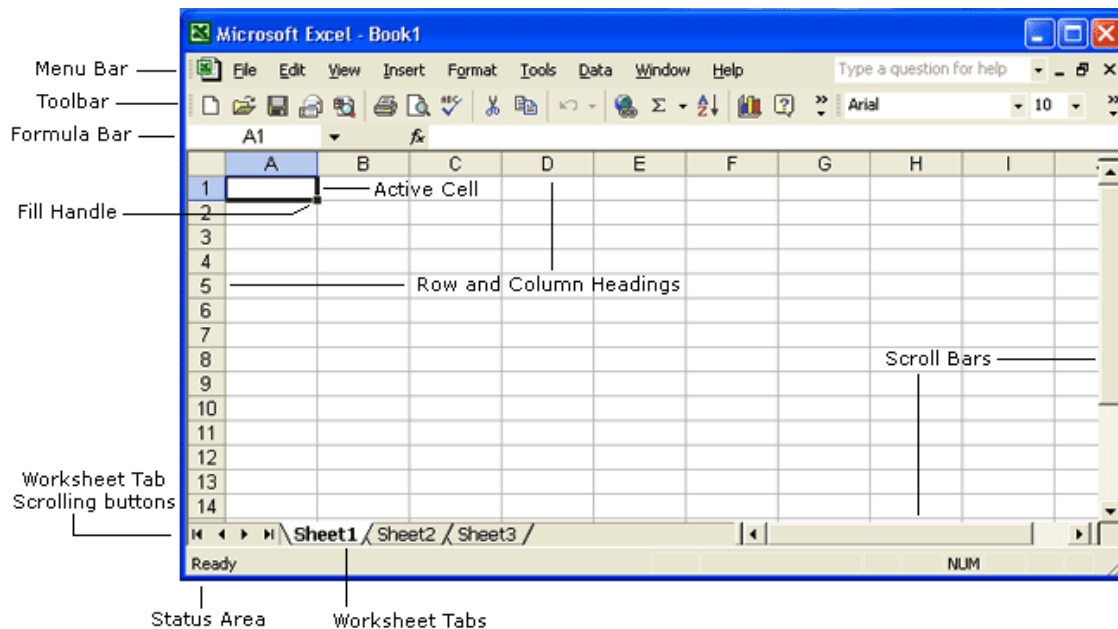 Microsoft Excel - Book1
Menu Bar File Edit View Insert Format Tools Data Window Help Type a question for help
Toolbar ABC Σ A Z Arial 10
Formula Bar A1 fx
A B C D E F G H I
1 Active Cell
Fill Handle 2
3
4
5 Row and Column Headings
6
7
8 Scroll Bars
9
10
11
12
Worksheet Tab 13
Scrolling buttons 14
Sheet1 Sheet2 Sheet3
Ready NUM
Status Area Worksheet Tabs